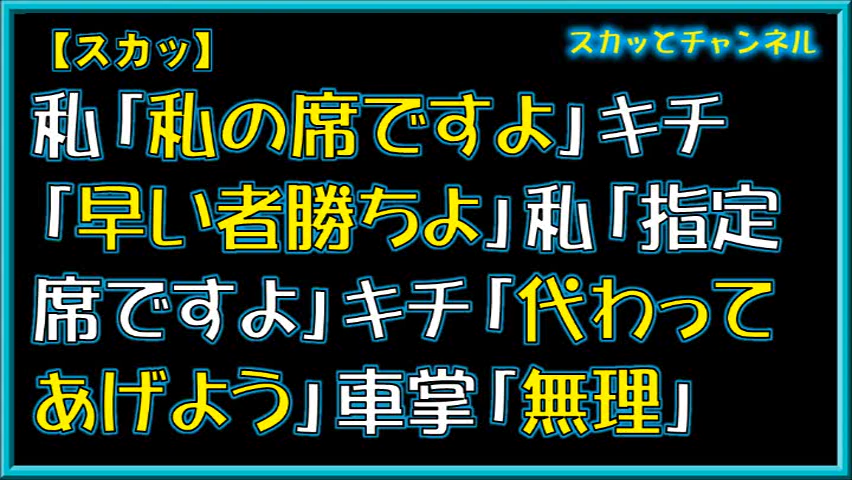 【スカッ】
スカッとチャンネル
私「私の席ですよ」キチ
「早い者勝ちよ」私「指定
席ですよ」キチ「代わって
あげよう」車掌「無理」